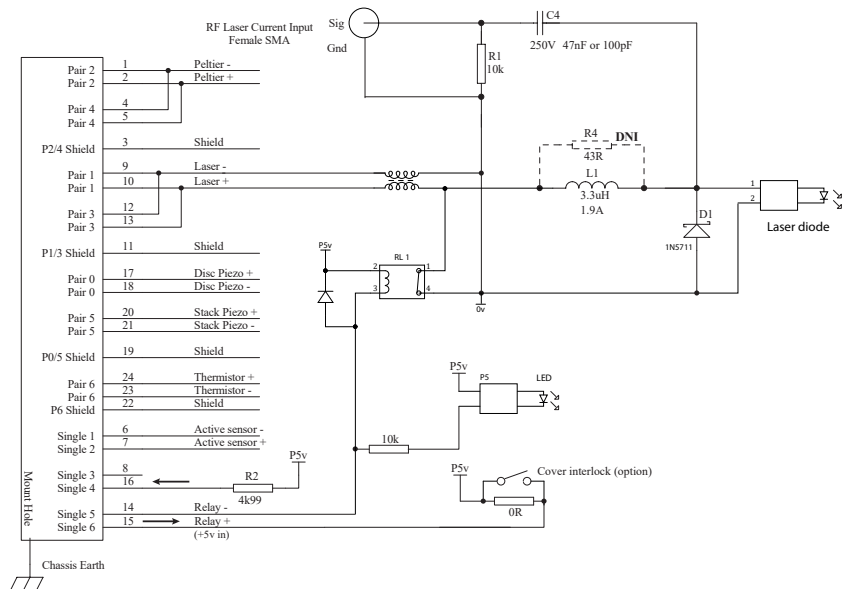 RF Laser Current Input
Female SMA
Sig
Gnd
C4
250V 47nF or 100pF
R1
10k
Pair 2 1 Peltier -
Pair 2 2 Peltier +
Pair 4 4
Pair 4 5
P2/4 Shield 3 Shield
Pair 1 9 Laser -
Pair 1 10 Laser +
Pair 3 12
Pair 3 13
P1/3 Shield 11 Shield
Pair 0 17 Disc Piezo +
Pair 0 18 Disc Piezo -
Pair 5 20 Stack Piezo +
Pair 5 21 Stack Piezo -
P0/5 Shield 19 Shield
Pair 6 24 Thermistor +
Pair 6 23 Thermistor -
P6 Shield 22 Shield
Single 1 6 Active sensor -
Single 2 7 Active sensor +
Single 3 8
Single 4 16
Single 5 14 Relay -
Single 6 15 Relay +
(+5v in)
Mount Hole
Chassis Earth
R4 DNI
43R
L1
3.3uH
1.9A
D1
1N5711
1
2
Laser diode
P5v
RL 1
2 1
3 4
0v
P5v
P5
LED
10k
R2
4k99
P5v
P5v
Cover interlock (option)
0R